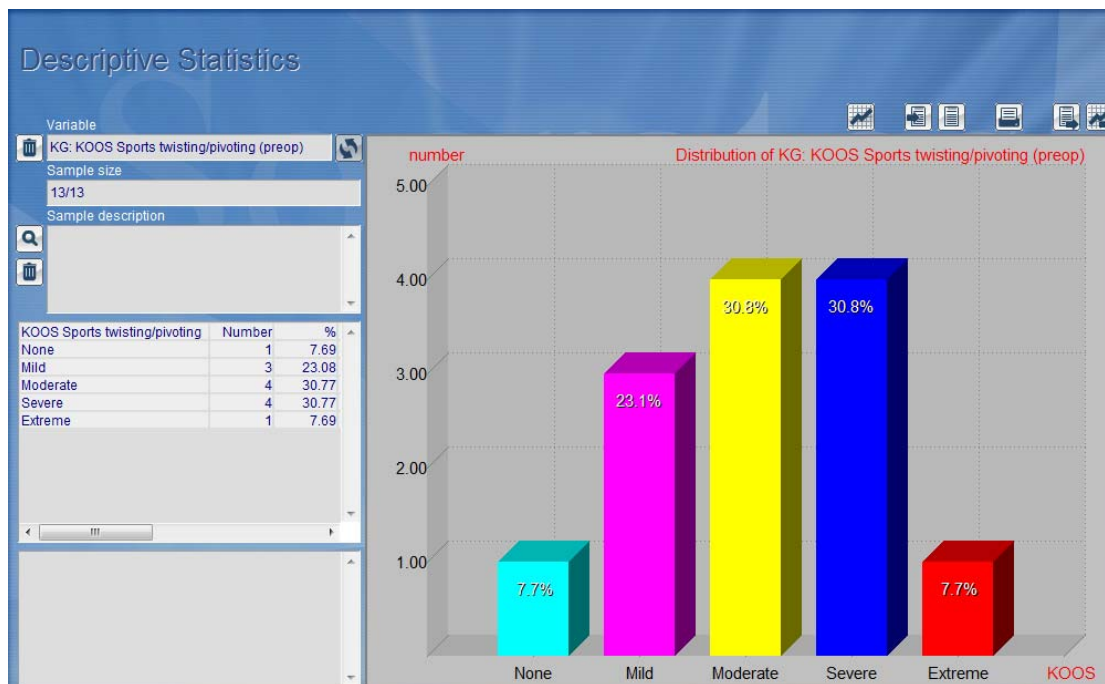 Descriptive Statistics
Variable
KG: KOOS Sports twisting/pivoting (preop)
Sample size
13/13
Sample description
KOOS Sports twisting/pivoting Number %
None 1 7.69
Mild 3 23.08
Moderate 4 30.77
Severe 4 30.77
Extreme 1 7.69
number Distribution of KG: KOOS Sports twisting/pivoting (preop)
5.00
4.00
30.8% 30.8%
3.00
23.1%
2.00
1.00
7.7% 7.7%
None Mild Moderate Severe Extreme KOOS